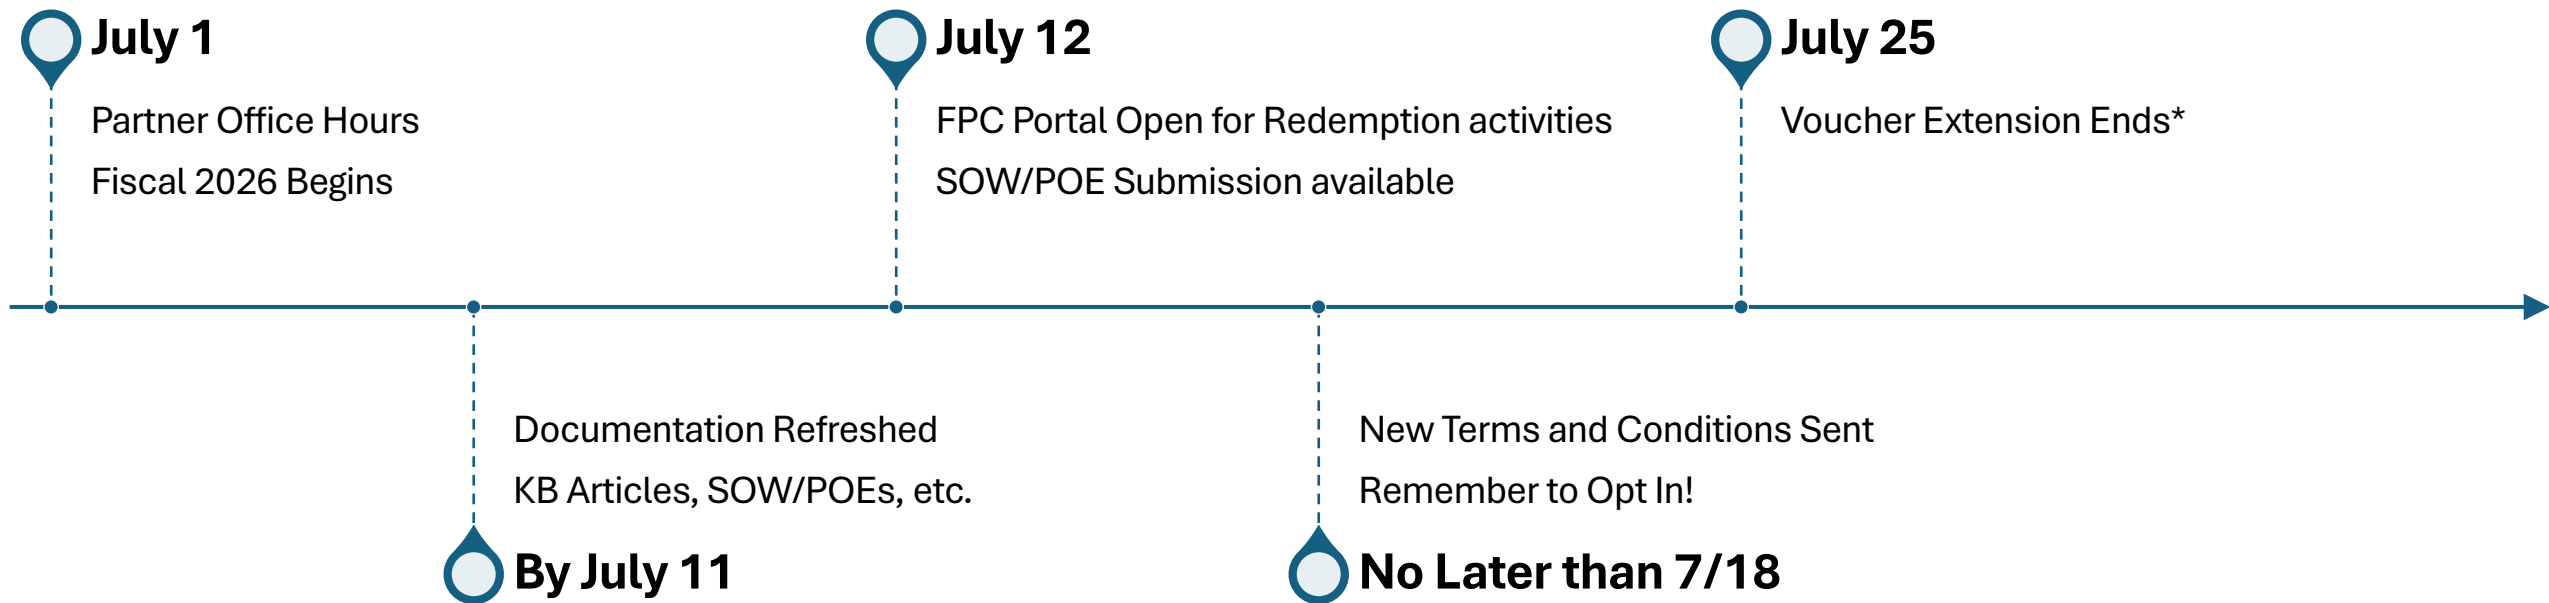 July 1
Partner Office Hours
Fiscal 2026 Begins
By July 11
Documentation Refreshed
KB Articles, SOW/POEs, etc.
July 12
FPC Portal Open for Redemption activities
SOW/POE Submission available
No Later than 7/18
New Terms and Conditions Sent
Remember to Opt In!
July 25
Voucher Extension Ends*